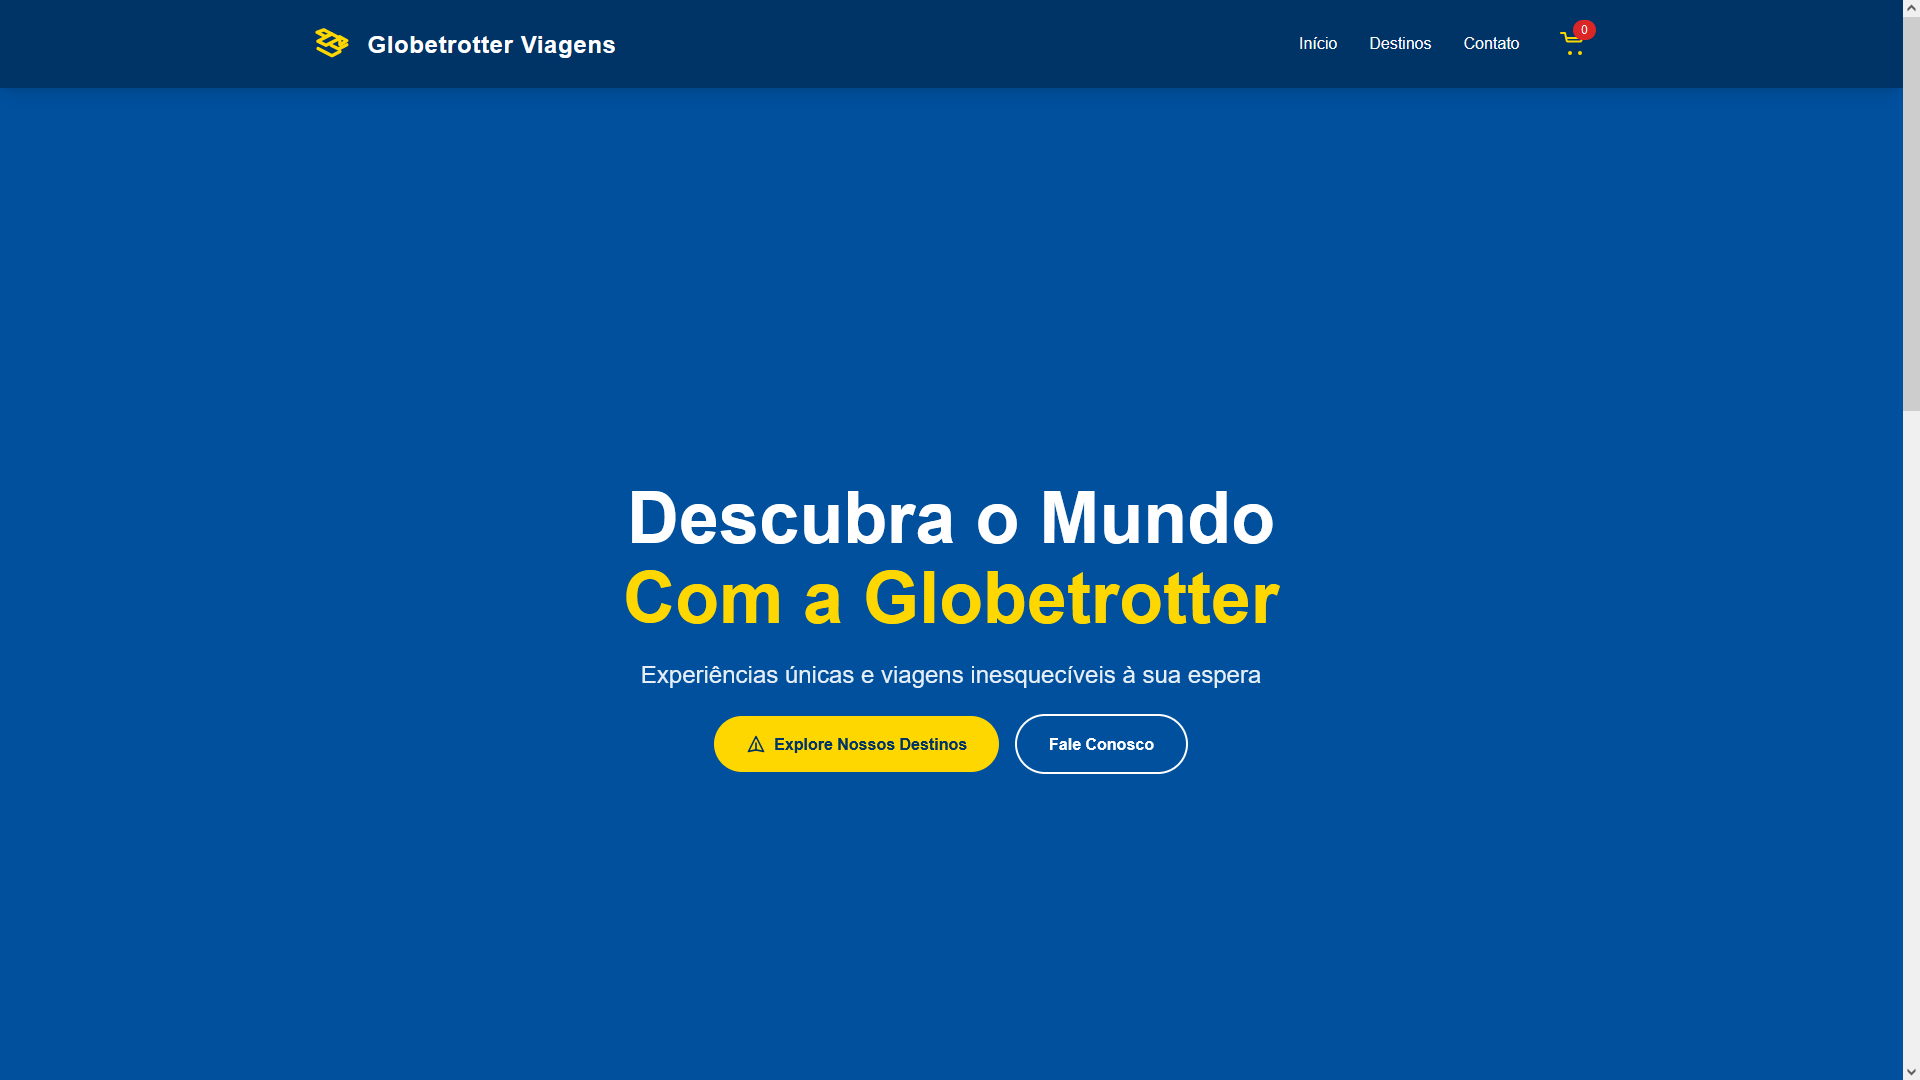 Globetrotter Viagens
Início
Destinos
Contato
0
Descubra o Mundo
Com a Globetrotter
Experiências únicas e viagens inesquecíveis à sua espera
Explore Nossos Destinos
Fale Conosco